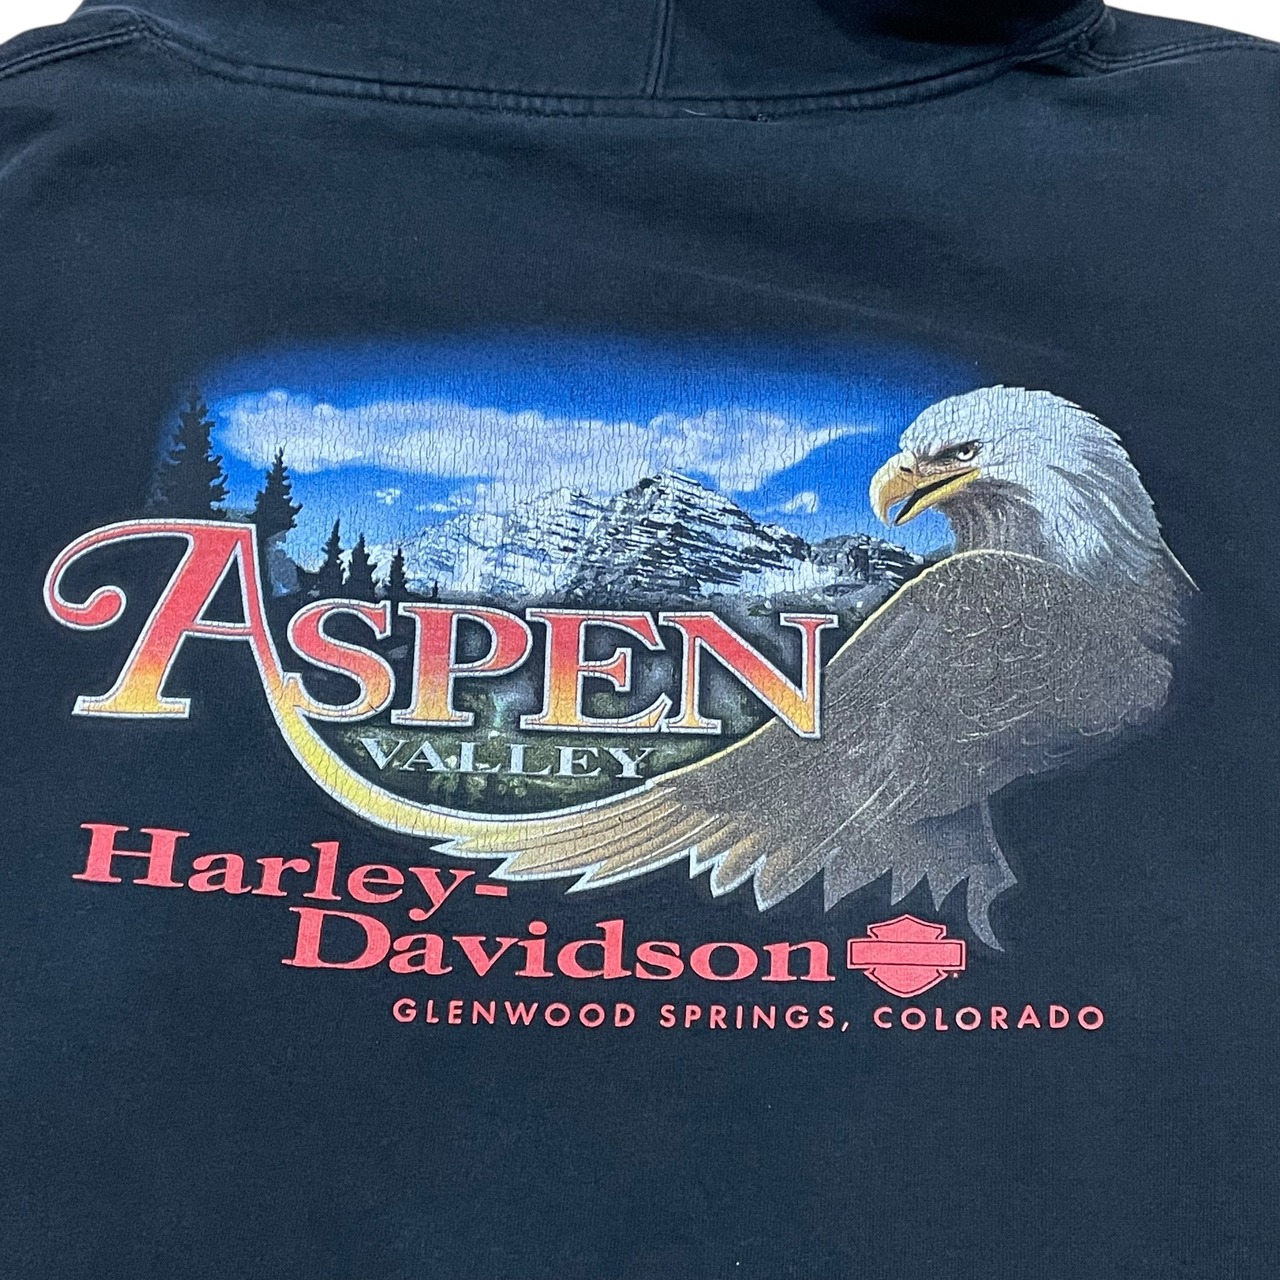 ASPEN
VALLEY
Harley-
Davidson
GLENWOOD SPRINGS, COLORADO